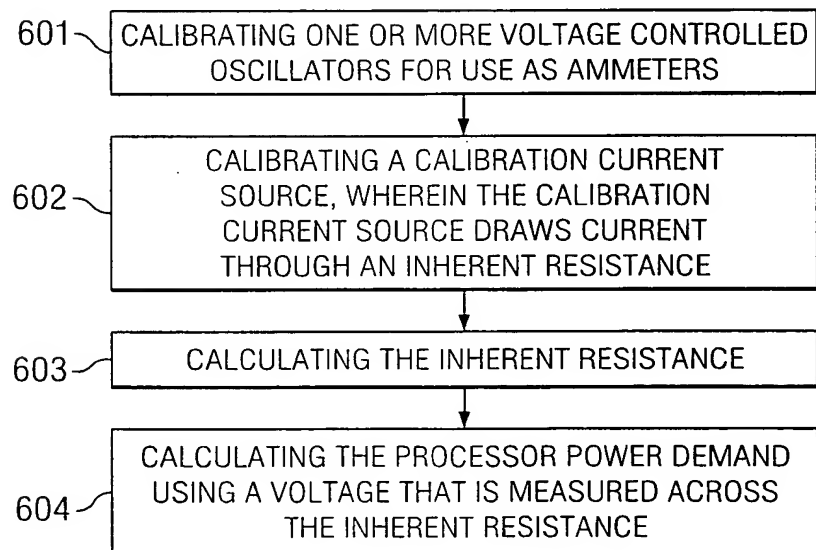 601
CALIBRATING ONE OR MORE VOLTAGE CONTROLLED
OSCILLATORS FOR USE AS AMMETERS
602
CALIBRATING A CALIBRATION CURRENT
SOURCE, WHEREIN THE CALIBRATION
CURRENT SOURCE DRAWS CURRENT
THROUGH AN INHERENT RESISTANCE
603
CALCULATING THE INHERENT RESISTANCE
604
CALCULATING THE PROCESSOR POWER DEMAND
USING A VOLTAGE THAT IS MEASURED ACROSS
THE INHERENT RESISTANCE